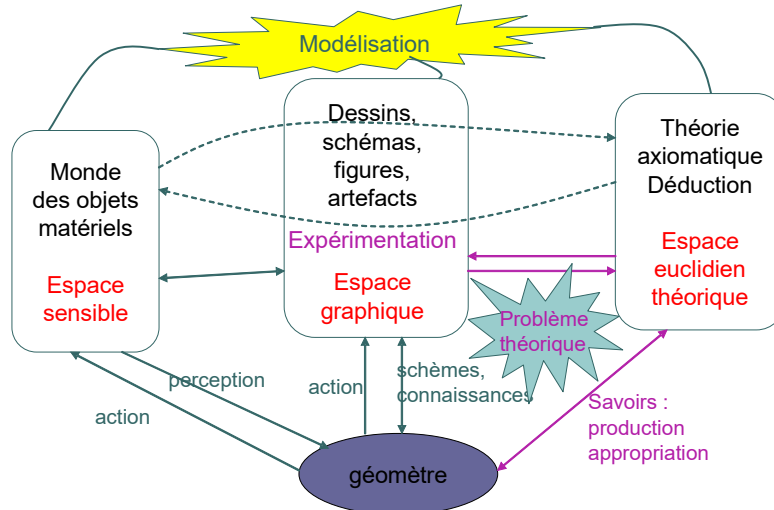 Modélisation
Monde
des objets
matériels
Espace
sensible
Dessins,
schémas,
figures,
artefacts
Expérimentation
Espace
graphique
Théorie
axiomatique
Déduction
Espace
euclidien
théorique
Problème
théorique
perception
action
action
schèmes,
connaissances
Savoirs :
production
appropriation
géomètre